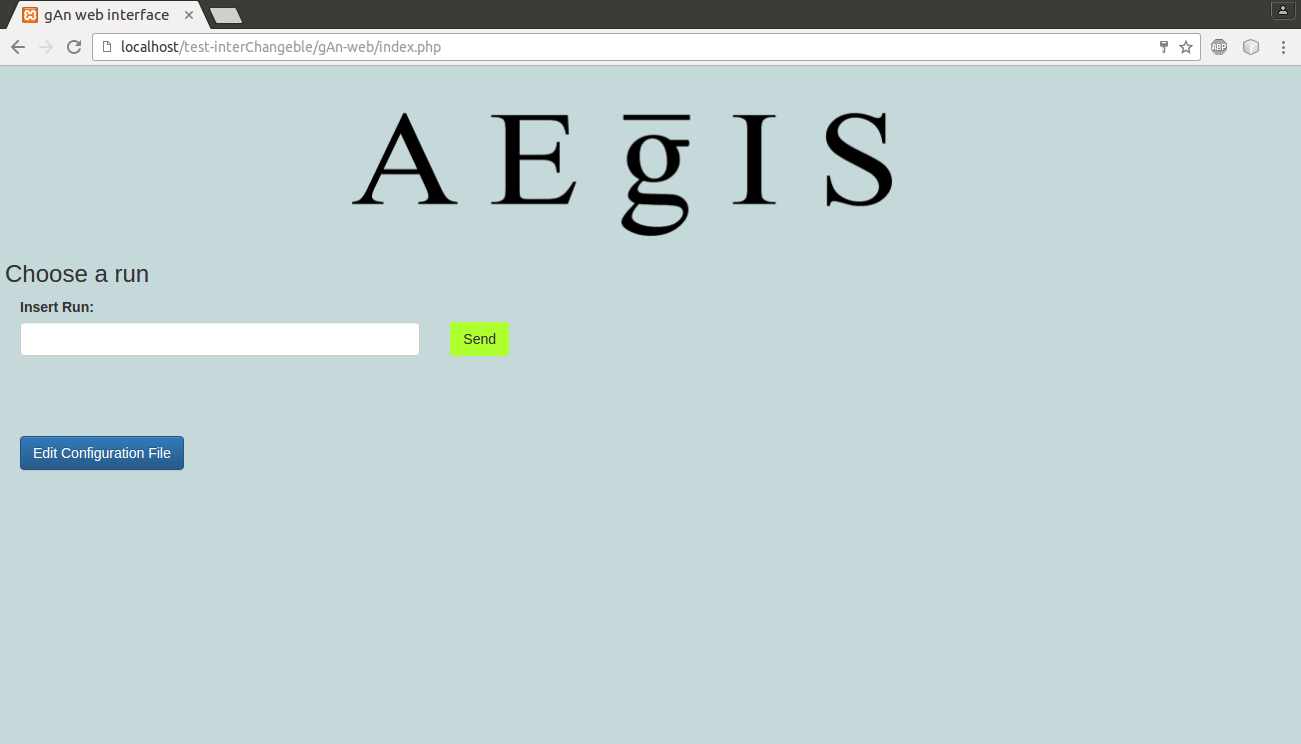 gAn web interface
localhost/test-interChangeble/gAn-web/index.php
ABP
A E g̅ I S
Choose a run
Insert Run:
Send
Edit Configuration File